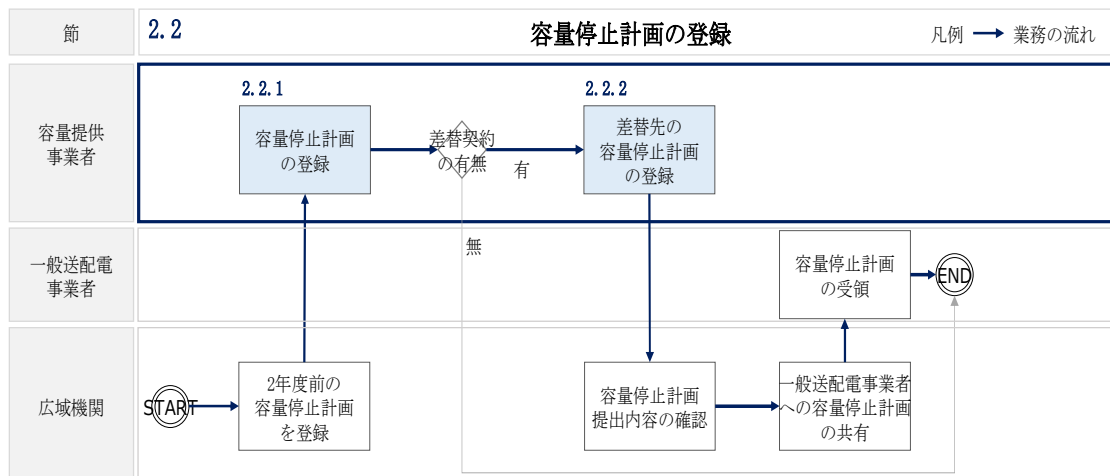 節
2.2
容量停止計画の登録
凡例
業務の流れ
容量提供
事業者
2.2.1
容量停止計画
の登録
差替契約
の有無
有
無
2.2.2
差替先の
容量停止計画
の登録
一般送配電
事業者
容量停止計画
の受領
END
広域機関
START
2年度前の
容量停止計画
を登録
容量停止計画
提出内容の確認
一般送配電事業者
への容量停止計画
の共有